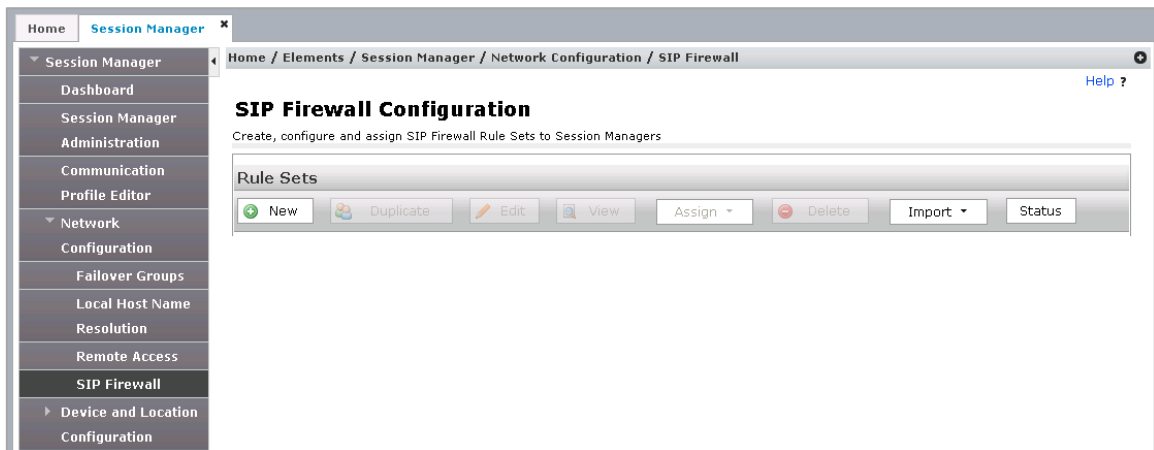 Home
Session Manager ×
Session Manager
Dashboard
Session Manager
Administration
Communication
Profile Editor
Network
Configuration
Failover Groups
Local Host Name
Resolution
Remote Access
SIP Firewall
Device and Location
Configuration
Home / Elements / Session Manager / Network Configuration / SIP Firewall
Help ?
SIP Firewall Configuration
Create, configure and assign SIP Firewall Rule Sets to Session Managers
Rule Sets
New Duplicate Edit View Assign Delete Import Status